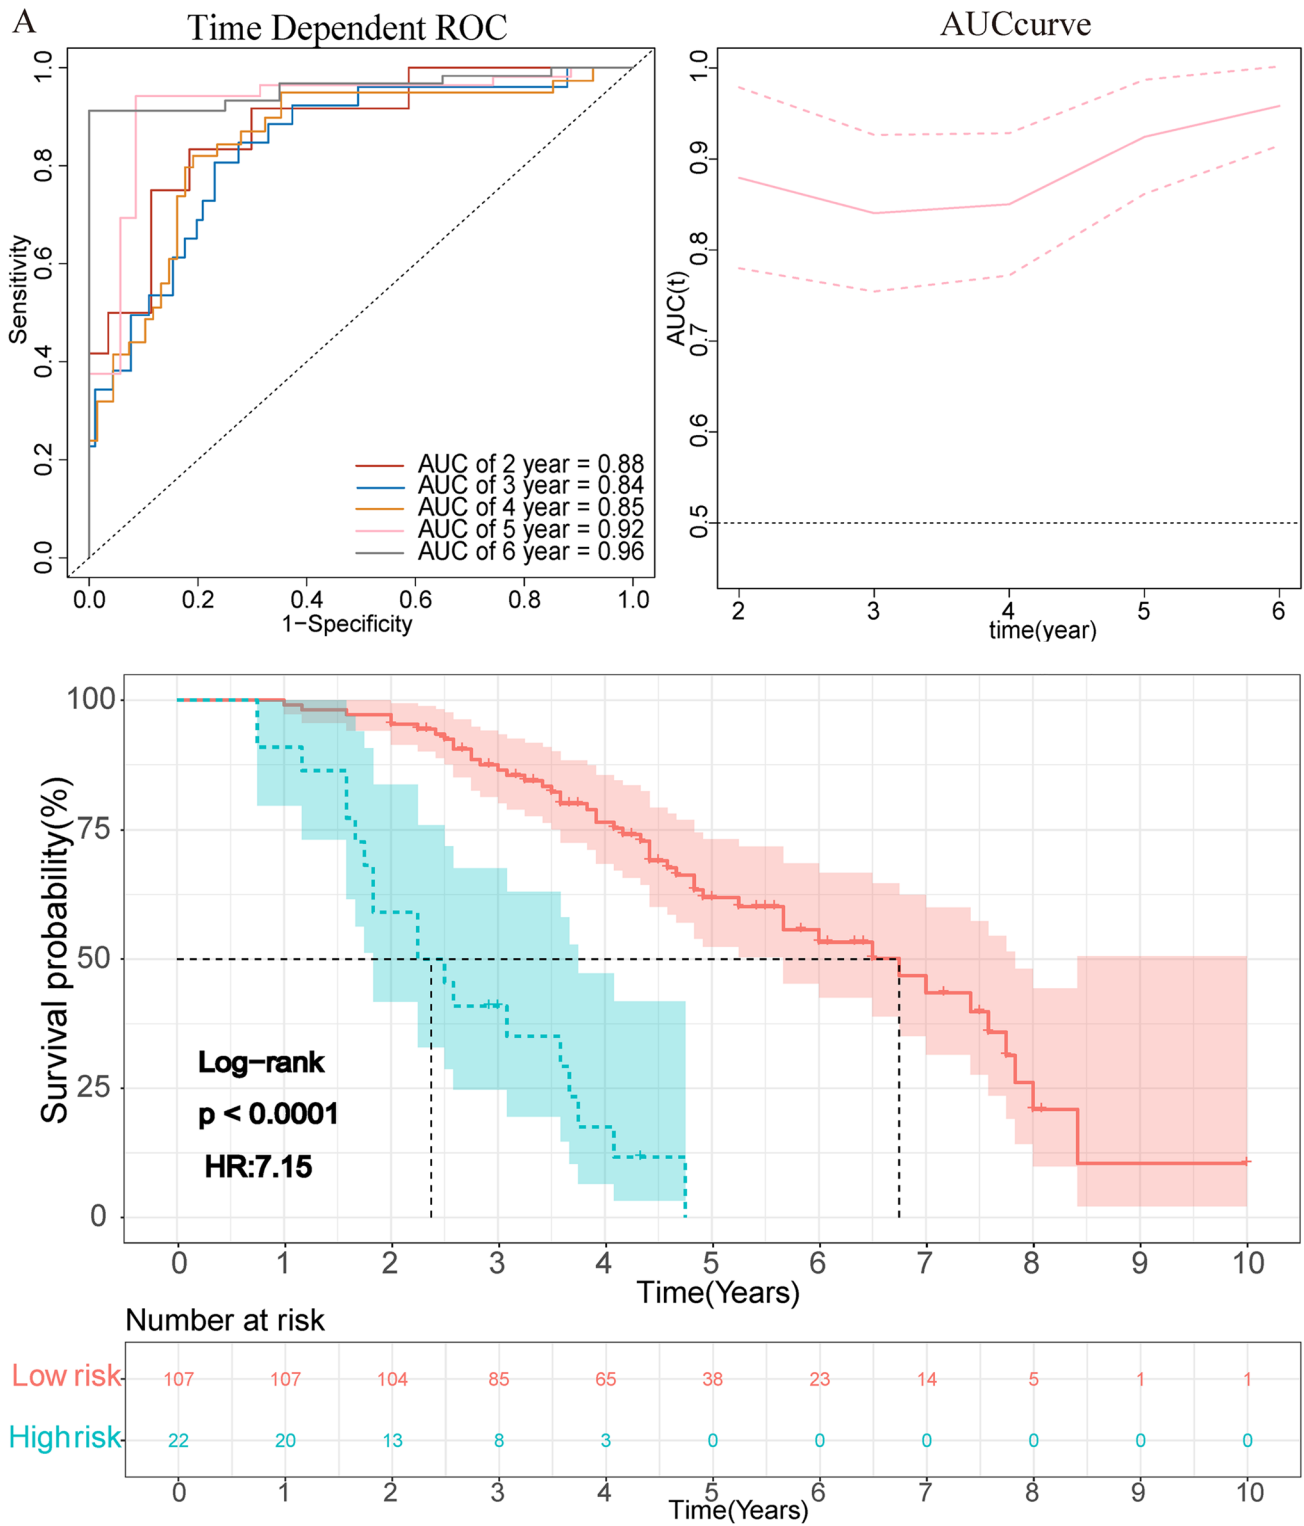 A
Time Dependent ROC
1.0
0.8
0.6
0.4
0.2
0.0
Sensitivity
AUC of 2 year = 0.88
AUC of 3 year = 0.84
AUC of 4 year = 0.85
AUC of 5 year = 0.92
AUC of 6 year = 0.96
0.0 0.2 0.4 0.6 0.8 1.0
1−Specificity
AUCcurve
1.0
0.9
0.8
0.7
0.6
0.5
AUC(t)
2 3 4 5 6
time(year)
100
75
50
25
0
Survival probability(%)
Log−rank
p < 0.0001
HR:7.15
0 1 2 3 4 5 6 7 8 9 10
Time(Years)
Number at risk
Low risk 107 107 104 85 65 38 23 14 5 1 1
High risk 22 20 13 8 3 0 0 0 0 0 0
0 1 2 3 4 5 6 7 8 9 10
Time(Years)